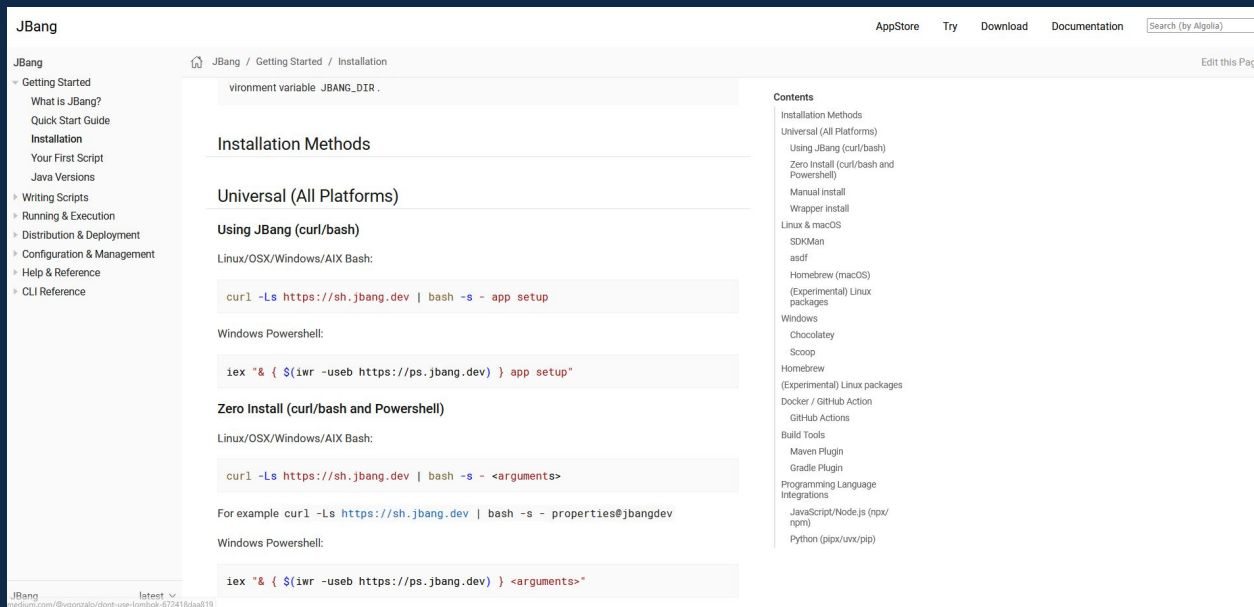 JBang
AppStore
Try
Download
Documentation
Search (by Algolia)
JBang
Getting Started
What is JBang?
Quick Start Guide
Installation
Your First Script
Java Versions
Writing Scripts
Running & Execution
Distribution & Deployment
Configuration & Management
Help & Reference
CLI Reference
JBang
latest
medium.com/@vgonzalo/dont-use-lombok-672418daa819
JBang / Getting Started / Installation
Edit this Pag
vironment variable JBANG_DIR.
Installation Methods
Universal (All Platforms)
Using JBang (curl/bash)
Linux/OSX/Windows/AIX Bash:
curl -Ls https://sh.jbang.dev | bash -s - app setup
Windows Powershell:
iex "& { $(iwr -useb https://ps.jbang.dev) } app setup"
Zero Install (curl/bash and Powershell)
Linux/OSX/Windows/AIX Bash:
curl -Ls https://sh.jbang.dev | bash -s - <arguments>
For example curl -Ls https://sh.jbang.dev | bash -s - properties@jbangdev
Windows Powershell:
iex "& { $(iwr -useb https://ps.jbang.dev) } <arguments>"
Contents
Installation Methods
Universal (All Platforms)
Using JBang (curl/bash)
Zero Install (curl/bash and
Powershell)
Manual install
Wrapper install
Linux & macOS
SDKMan
asdf
Homebrew (macOS)
(Experimental) Linux
packages
Windows
Chocolatey
Scoop
Homebrew
(Experimental) Linux packages
Docker / GitHub Action
GitHub Actions
Build Tools
Maven Plugin
Gradle Plugin
Programming Language
Integrations
JavaScript/Node.js (npx/
npm)
Python (pipx/uvx/pip)